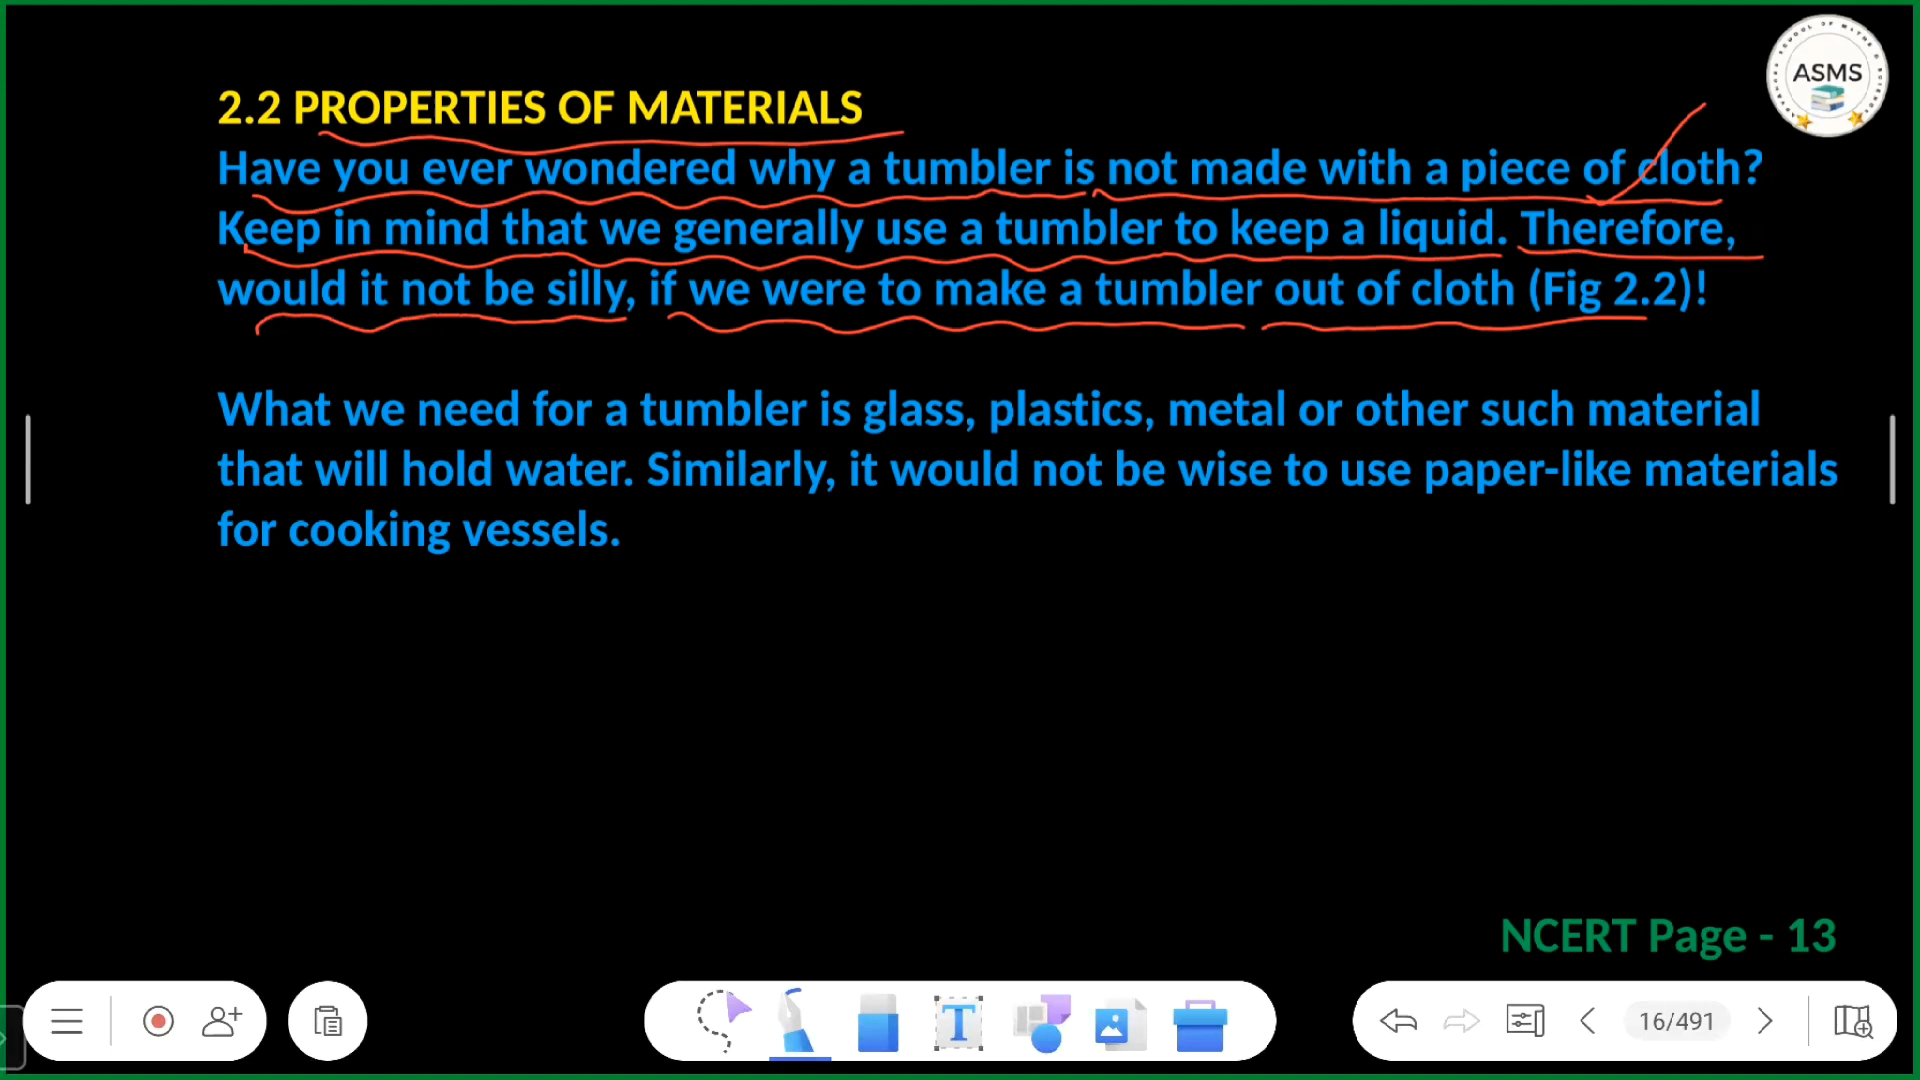 ASMS
2.2 PROPERTIES OF MATERIALS
Have you ever wondered why a tumbler is not made with a piece of cloth?
Keep in mind that we generally use a tumbler to keep a liquid. Therefore,
would it not be silly, if we were to make a tumbler out of cloth (Fig 2.2)!
What we need for a tumbler is glass, plastics, metal or other such material
that will hold water. Similarly, it would not be wise to use paper-like materials
for cooking vessels.
NCERT Page - 13
T
16/491